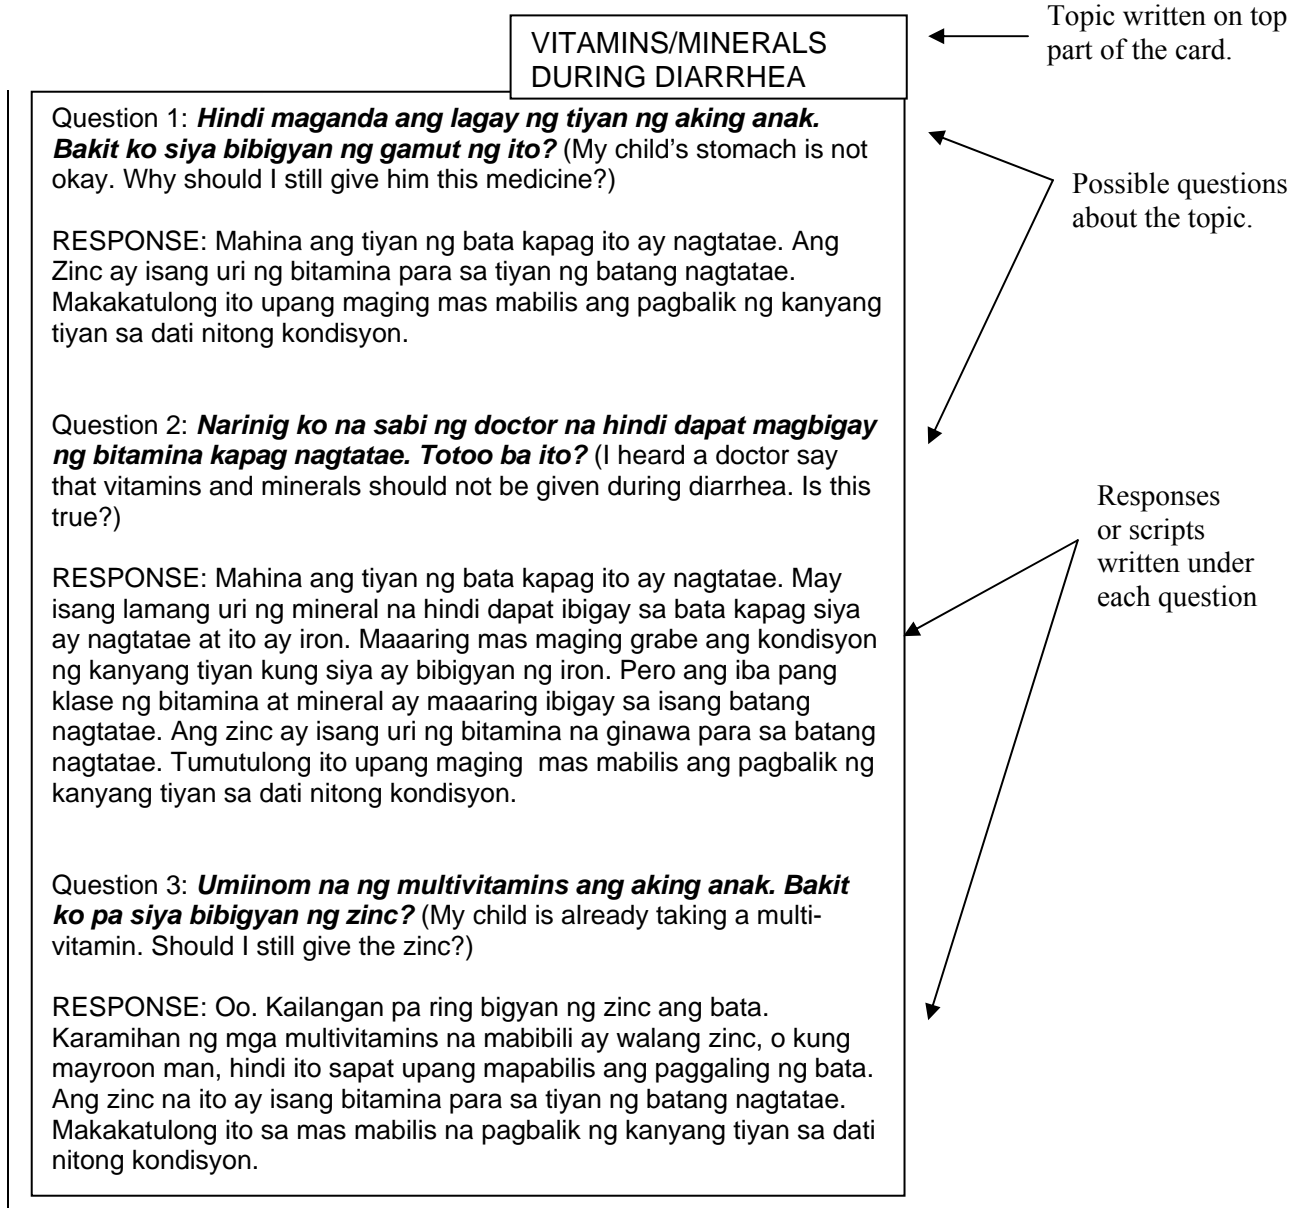 VITAMINS/MINERALS
DURING DIARRHEA
Topic written on top
part of the card.
Question 1: Hindi maganda ang lagay ng tiyan ng aking anak.
Bakit ko siya bibigyan ng gamut ng ito? (My child’s stomach is not
okay. Why should I still give him this medicine?)
Possible questions
about the topic.
RESPONSE: Mahina ang tiyan ng bata kapag ito ay nagtatae. Ang
Zinc ay isang uri ng bitamina para sa tiyan ng batang nagtatae.
Makakatulong ito upang maging mas mabilis ang pagbalik ng kanyang
tiyan sa dati nitong kondisyon.
Question 2: Narinig ko na sabi ng doctor na hindi dapat magbigay
ng bitamina kapag nagtatae. Totoo ba ito? (I heard a doctor say
that vitamins and minerals should not be given during diarrhea. Is this
true?)
Responses
or scripts
written under
each question
RESPONSE: Mahina ang tiyan ng bata kapag ito ay nagtatae. May
isang lamang uri ng mineral na hindi dapat ibigay sa bata kapag siya
ay nagtatae at ito ay iron. Maaaring mas maging grabe ang kondisyon
ng kanyang tiyan kung siya ay bibigyan ng iron. Pero ang iba pang
klase ng bitamina at mineral ay maaaring ibigay sa isang batang
nagtatae. Ang zinc ay isang uri ng bitamina na ginawa para sa batang
nagtatae. Tumutulong ito upang maging  mas mabilis ang pagbalik ng
kanyang tiyan sa dati nitong kondisyon.
Question 3: Umiinom na ng multivitamins ang aking anak. Bakit
ko pa siya bibigyan ng zinc? (My child is already taking a multi-
vitamin. Should I still give the zinc?)
RESPONSE: Oo. Kailangan pa ring bigyan ng zinc ang bata.
Karamihan ng mga multivitamins na mabibili ay walang zinc, o kung
mayroon man, hindi ito sapat upang mapabilis ang paggaling ng bata.
Ang zinc na ito ay isang bitamina para sa tiyan ng batang nagtatae.
Makakatulong ito sa mas mabilis na pagbalik ng kanyang tiyan sa dati
nitong kondisyon.